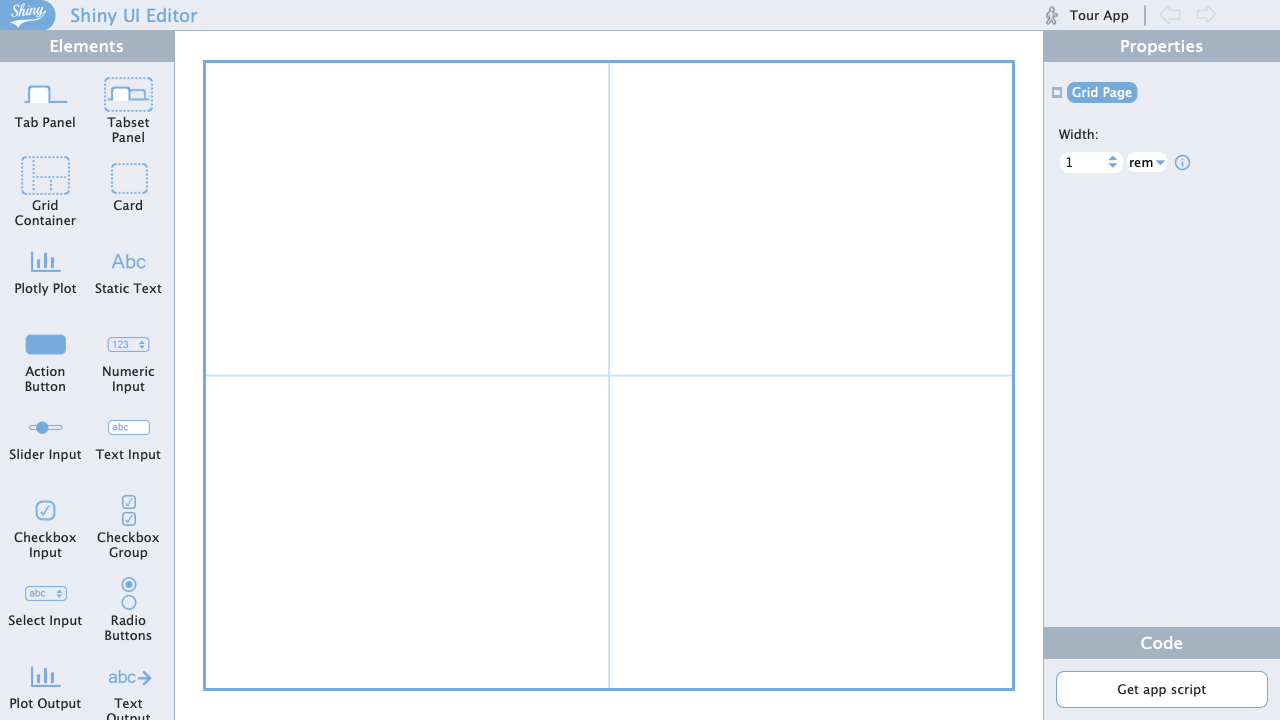 Shiny
Shiny UI Editor
Tour App
Elements
Properties
Tab Panel
Tabset
Panel
Grid
Container
Card
Plotly Plot
Abc
Static Text
Action
Button
123
Numeric
Input
Slider Input
abc
Text Input
Checkbox
Input
Checkbox
Group
abc
Select Input
Radio
Buttons
Plot Output
abc
Text
Output
Grid Page
Width:
1
rem
Code
Get app script